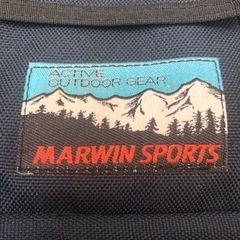 ACTIVE
OUTDOOR GEAR
MARWIN SPORTS